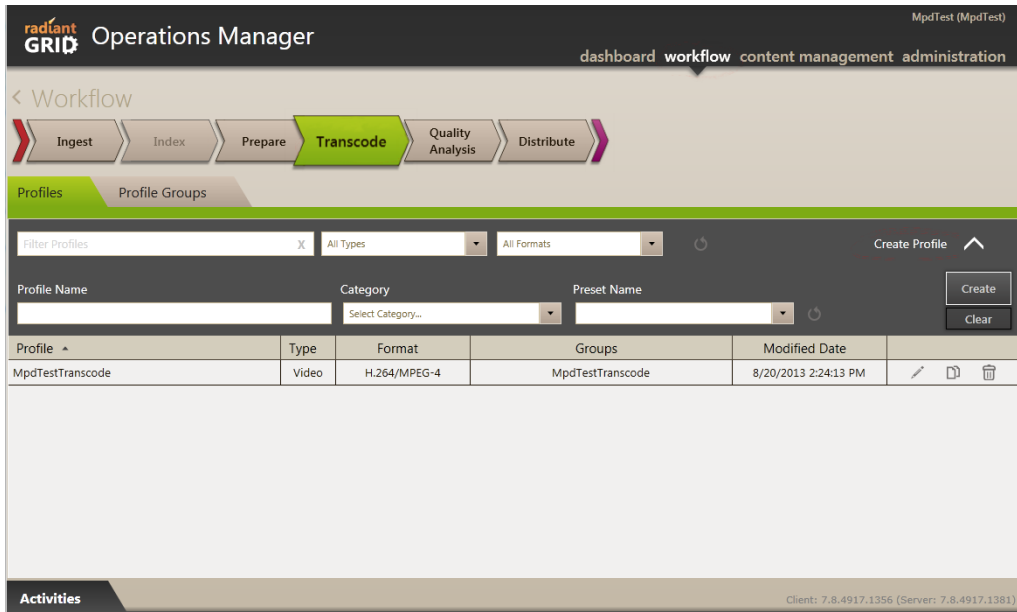 MpdTest (MpdTest)
radiant
GRID Operations Manager
dashboard workflow content management administration
< Workflow
Ingest Index Prepare Transcode Quality Analysis Distribute
Profiles Profile Groups
Filter Profiles X All Types All Formats Create Profile
Profile Name Category Preset Name Create
Select Category... Clear
Profile Type Format Groups Modified Date
MpdTestTranscode Video H.264/MPEG-4 MpdTestTranscode 8/20/2013 2:24:13 PM
Activities Client: 7.8.4917.1356 (Server: 7.8.4917.1381)